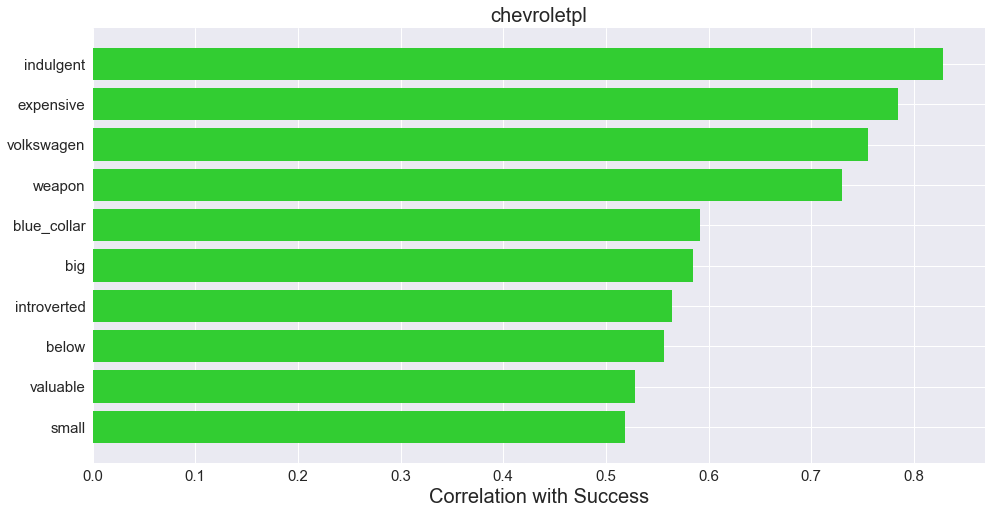 chevroletpl
indulgent
expensive
volkswagen
weapon
blue_collar
big
introverted
below
valuable
small
0.0 0.1 0.2 0.3 0.4 0.5 0.6 0.7 0.8
Correlation with Success